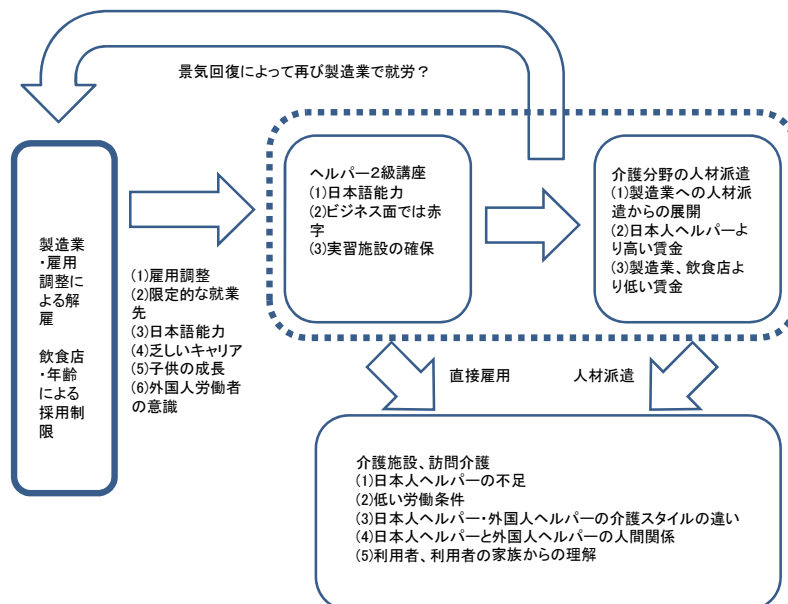 景気回復によって再び製造業で就労？
製造業
・雇用
調整に
よる解
雇
飲食店
・年齢
による
採用制
限
(1)雇用調整
(2)限定的な就業
先
(3)日本語能力
(4)乏しいキャリア
(5)子供の成長
(6)外国人労働者
の意識
ヘルパー２級講座
(1)日本語能力
(2)ビジネス面では赤
字
(3)実習施設の確保
介護分野の人材派遣
(1)製造業への人材派
遣からの展開
(2)日本人ヘルパーよ
り高い賃金
(3)製造業、飲食店よ
り低い賃金
直接雇用
人材派遣
介護施設、訪問介護
(1)日本人ヘルパーの不足
(2)低い労働条件
(3)日本人ヘルパー・外国人ヘルパーの介護スタイルの違い
(4)日本人ヘルパーと外国人ヘルパーの人間関係
(5)利用者、利用者の家族からの理解